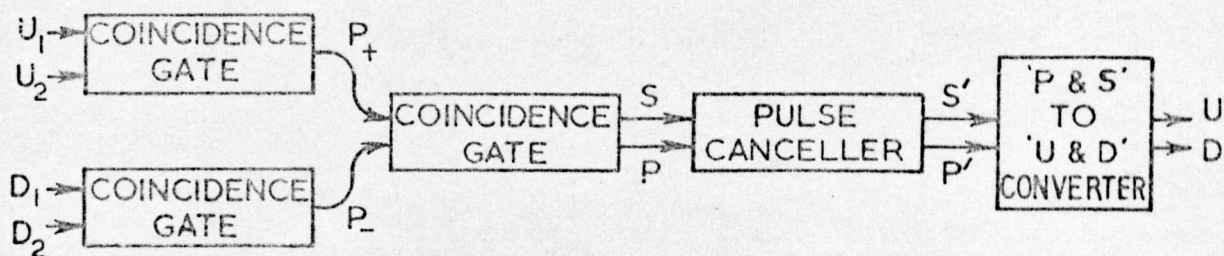 U₁
U₂
COINCIDENCE
GATE
P₊
D₁
D₂
COINCIDENCE
GATE
P₋
COINCIDENCE
GATE
S
P
PULSE
CANCELLER
S'
P'
'P & S'
TO
'U & D'
CONVERTER
U
D